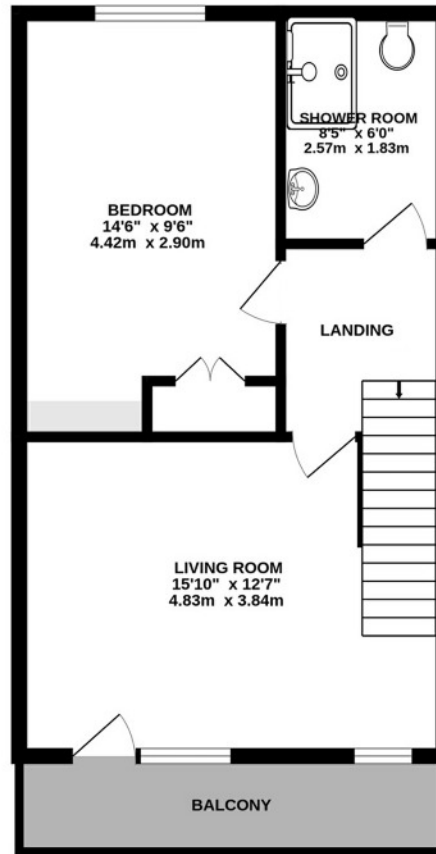 SHOWER ROOM
8'5" x 6'0"
2.57m x 1.83m
BEDROOM
14'6" x 9'6"
4.42m x 2.90m
LANDING
LIVING ROOM
15'10" x 12'7"
4.83m x 3.84m
BALCONY